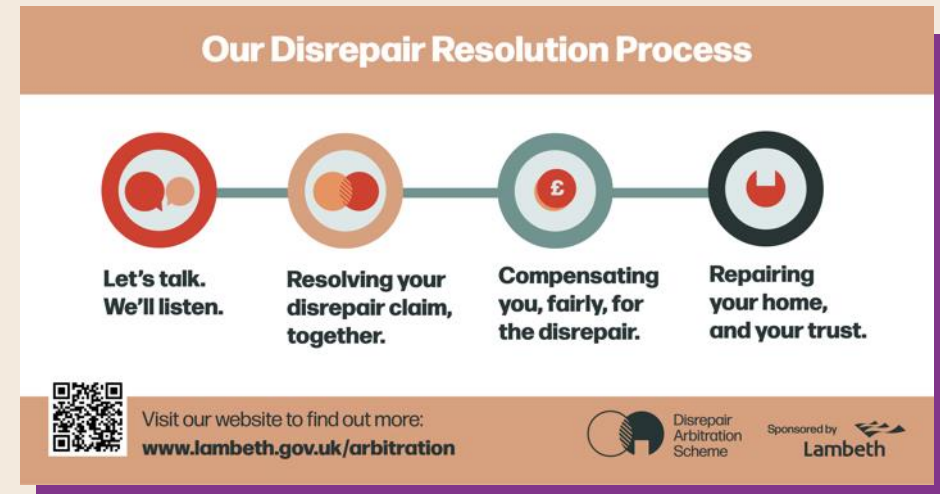 Our Disrepair Resolution Process
£
Let's talk.
We'll listen.
Resolving your
disrepair claim,
together.
Compensating
you, fairly, for
the disrepair.
Repairing
your home,
and your trust.
Visit our website to find out more:
www.lambeth.gov.uk/arbitration
Disrepair
Arbitration
Scheme
Sponsored by
Lambeth